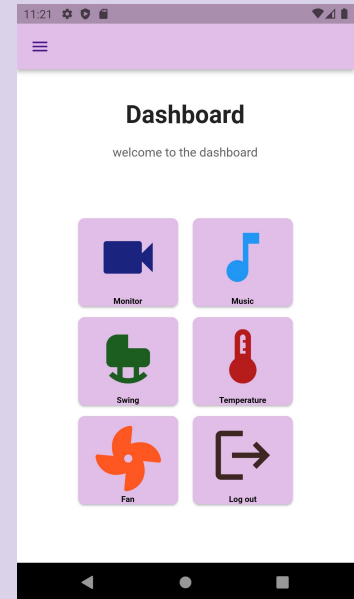 11:21
Dashboard
welcome to the dashboard
Monitor
Music
Swing
Temperature
Fan
Log out